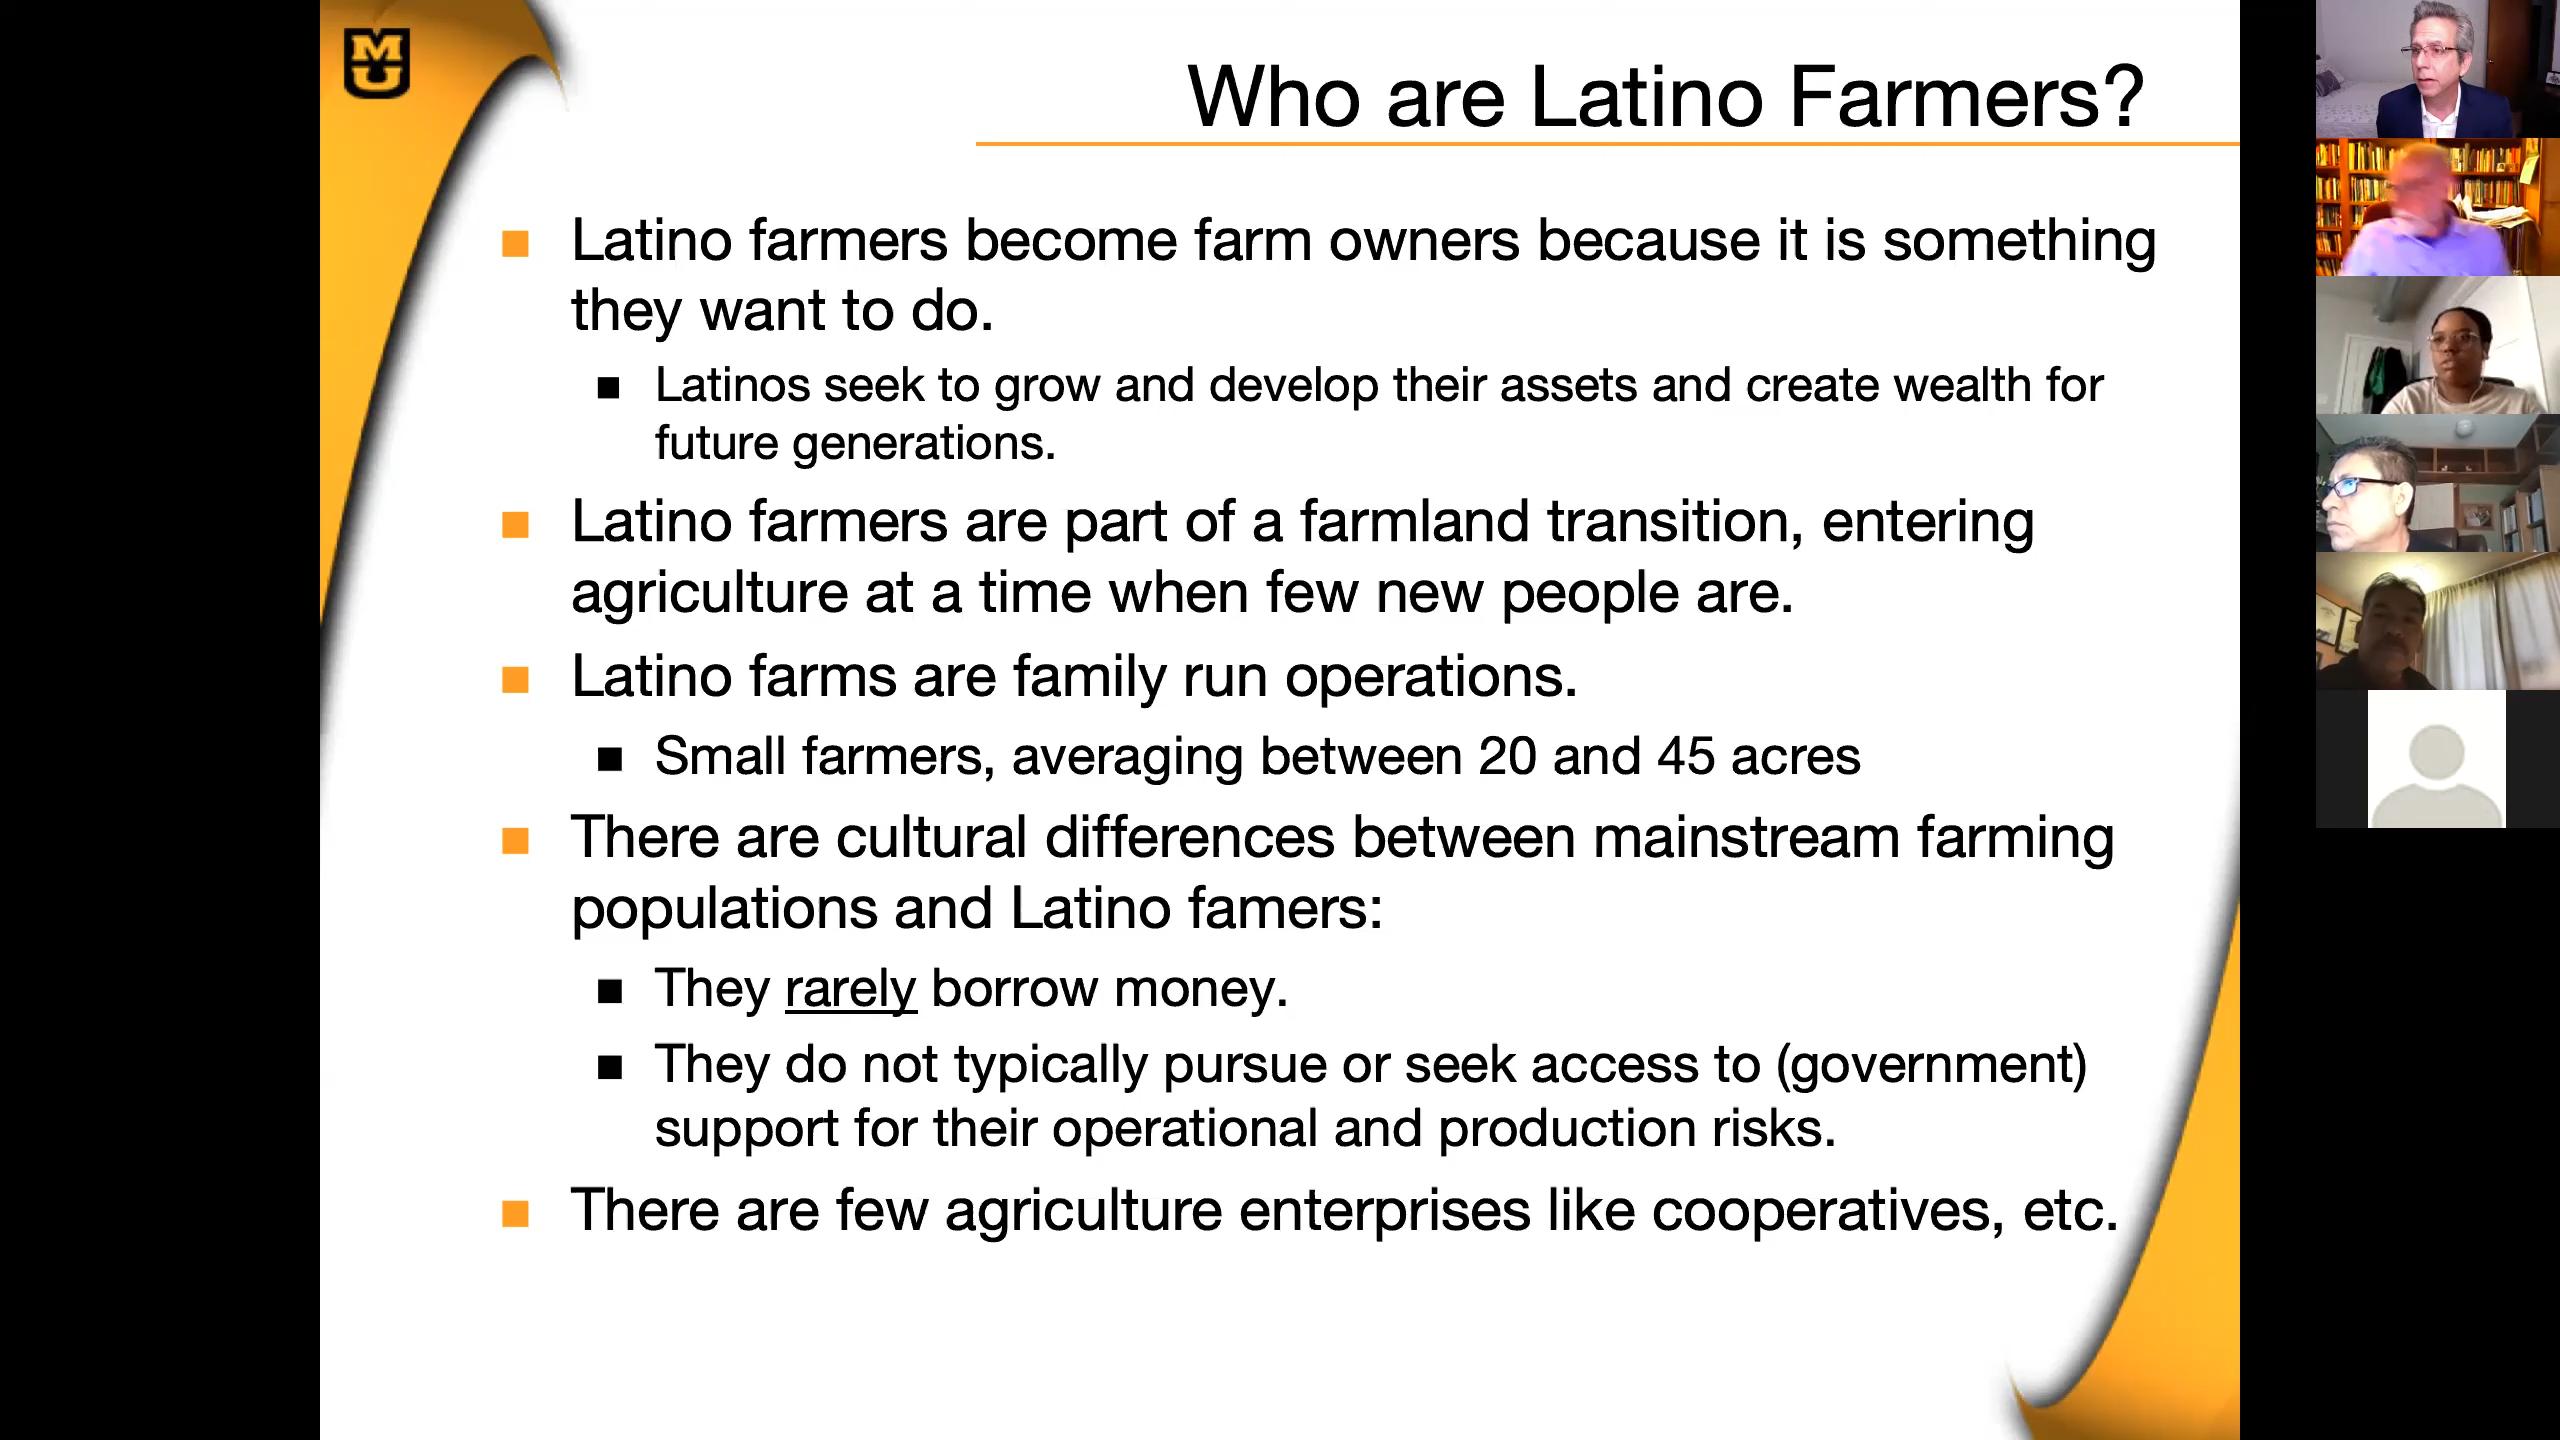 MU
Who are Latino Farmers?
Latino farmers become farm owners because it is something
they want to do.
Latinos seek to grow and develop their assets and create wealth for
future generations.
Latino farmers are part of a farmland transition, entering
agriculture at a time when few new people are.
Latino farms are family run operations.
Small farmers, averaging between 20 and 45 acres
There are cultural differences between mainstream farming
populations and Latino famers:
They rarely borrow money.
They do not typically pursue or seek access to (government)
support for their operational and production risks.
There are few agriculture enterprises like cooperatives, etc.